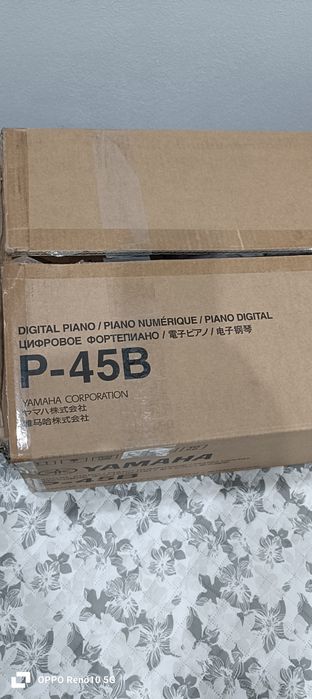 DIGITAL PIANO / PIANO NUMÉRIQUE / PIANO DIGITAL
ЦИФРОВОЕ ФОРТЕПИАНО / 電子ピアノ / 电子钢琴
P-45B
YAMAHA CORPORATION
ヤマハ株式会社
雅马哈株式会社
YAMAHA
P-45B
OPPO Reno10 5G